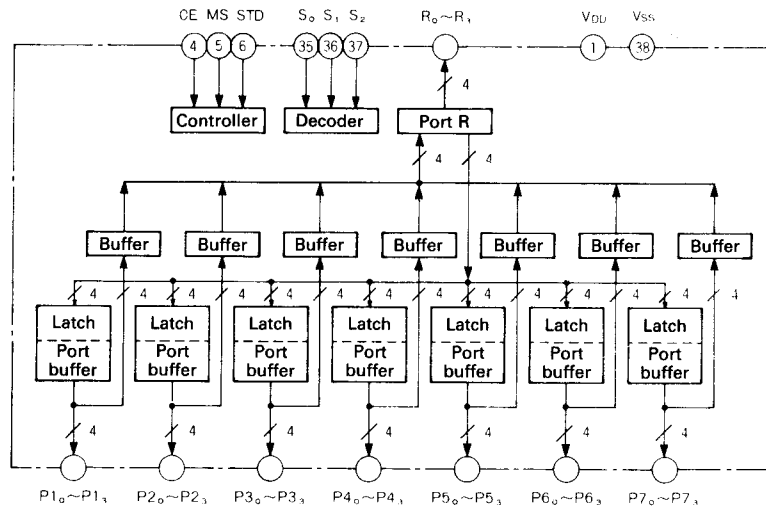 CE MS STD S₀ S₁ S₂ R₀~R₃ VDD VSS
4 5 6 35 36 37 1 38
4
Controller Decoder Port R
4 4
Buffer Buffer Buffer Buffer Buffer Buffer Buffer
4 4 4 4 4 4 4 4 4 4 4 4 4 4
Latch Latch Latch Latch Latch Latch Latch
Port Port Port Port Port Port Port
buffer buffer buffer buffer buffer buffer buffer
4 4 4 4 4 4 4
P1₀~P1₃ P2₀~P2₃ P3₀~P3₃ P4₀~P4₃ P5₀~P5₃ P6₀~P6₃ P7₀~P7₃